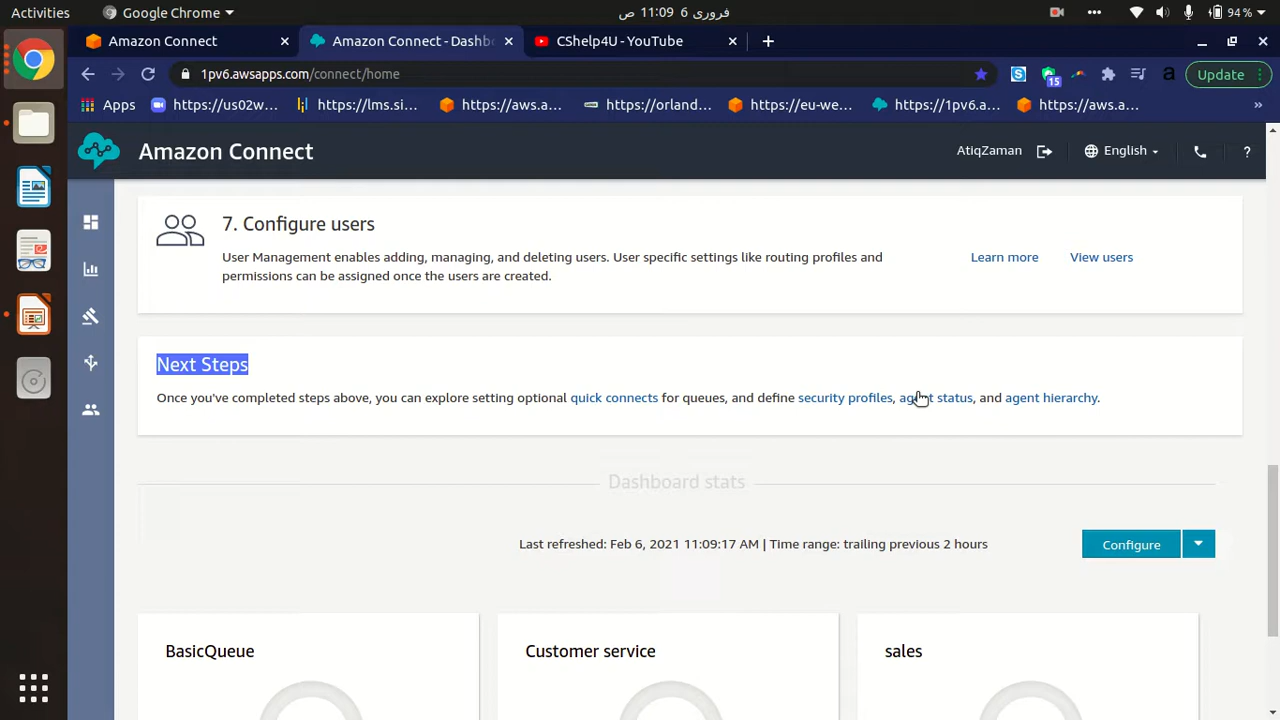 Activities
Google Chrome
ص 11:09 6 فروری
94 %
Amazon Connect
Amazon Connect - Dashb
CShelp4U - YouTube
1pv6.awsapps.com/connect/home
15
a
Update
Apps
https://us02w...
https://lms.si...
https://aws.a...
https://orland...
https://eu-we...
https://1pv6.a...
https://aws.a...
»
Amazon Connect
AtiqZaman
English
?
7. Configure users
User Management enables adding, managing, and deleting users. User specific settings like routing profiles and
permissions can be assigned once the users are created.
Learn more
View users
Next Steps
Once you've completed steps above, you can explore setting optional quick connects for queues, and define security profiles, agent status, and agent hierarchy.
Dashboard stats
Last refreshed: Feb 6, 2021 11:09:17 AM | Time range: trailing previous 2 hours
Configure
BasicQueue
Customer service
sales